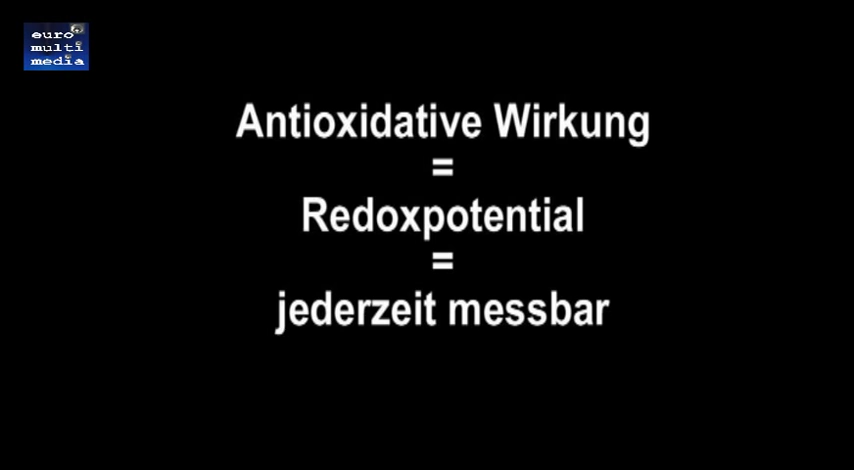 euro
multi
media
Antioxidative Wirkung
=
Redoxpotential
=
jederzeit messbar